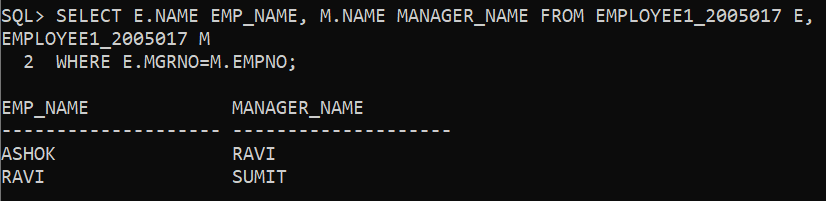 SQL> SELECT E.NAME EMP_NAME, M.NAME MANAGER_NAME FROM EMPLOYEE1_2005017 E,
EMPLOYEE1_2005017 M
  2  WHERE E.MGRNO=M.EMPNO;

EMP_NAME             MANAGER_NAME
-------------------- --------------------
ASHOK                RAVI
RAVI                 SUMIT